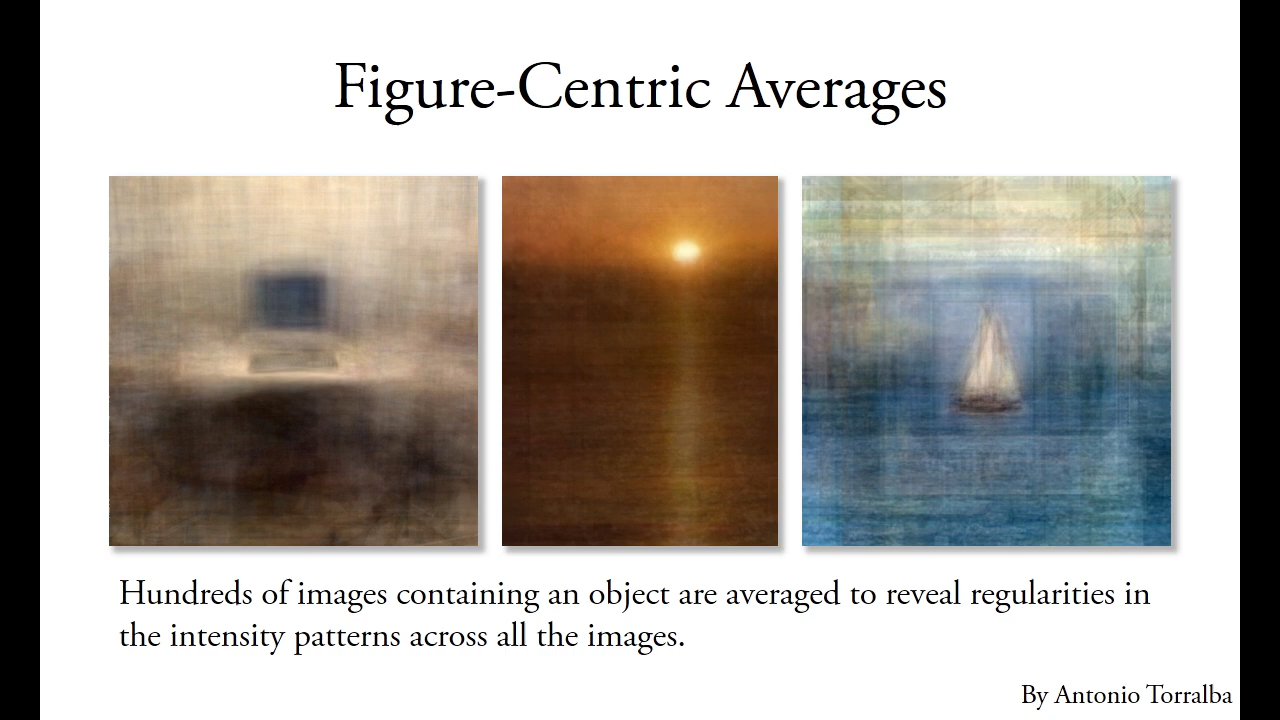 Figure-Centric Averages
Hundreds of images containing an object are averaged to reveal regularities in
the intensity patterns across all the images.
By Antonio Torralba